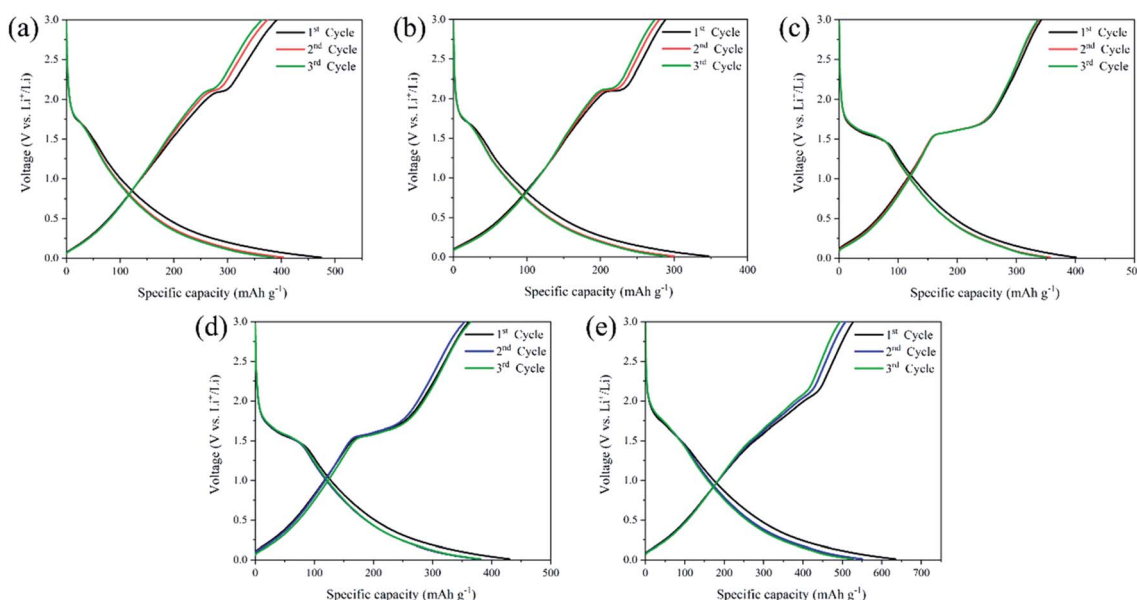 (a)
3.0
2.5
2.0
1.5
1.0
0.5
0.0
Voltage (V vs. Li⁺/Li)
1ˢᵗ Cycle
2ⁿᵈ Cycle
3ʳᵈ Cycle
0 100 200 300 400 500
Specific capacity (mAh g⁻¹)
(b)
3.0
2.5
2.0
1.5
1.0
0.5
0.0
Voltage (V vs. Li⁺/Li)
1ˢᵗ Cycle
2ⁿᵈ Cycle
3ʳᵈ Cycle
0 100 200 300 400
Specific capacity (mAh g⁻¹)
(c)
3.0
2.5
2.0
1.5
1.0
0.5
0.0
Voltage (V vs. Li⁺/Li)
1ˢᵗ Cycle
2ⁿᵈ Cycle
3ʳᵈ Cycle
0 100 200 300 400 500
Specific capacity (mAh g⁻¹)
(d)
3.0
2.5
2.0
1.5
1.0
0.5
0.0
Voltage (V vs. Li⁺/Li)
1ˢᵗ Cycle
2ⁿᵈ Cycle
3ʳᵈ Cycle
0 100 200 300 400 500
Specific capacity (mAh g⁻¹)
(e)
3.0
2.5
2.0
1.5
1.0
0.5
0.0
Voltage (V vs. Li⁺/Li)
1ˢᵗ Cycle
2ⁿᵈ Cycle
3ʳᵈ Cycle
0 100 200 300 400 500 600 700
Specific capacity (mAh g⁻¹)